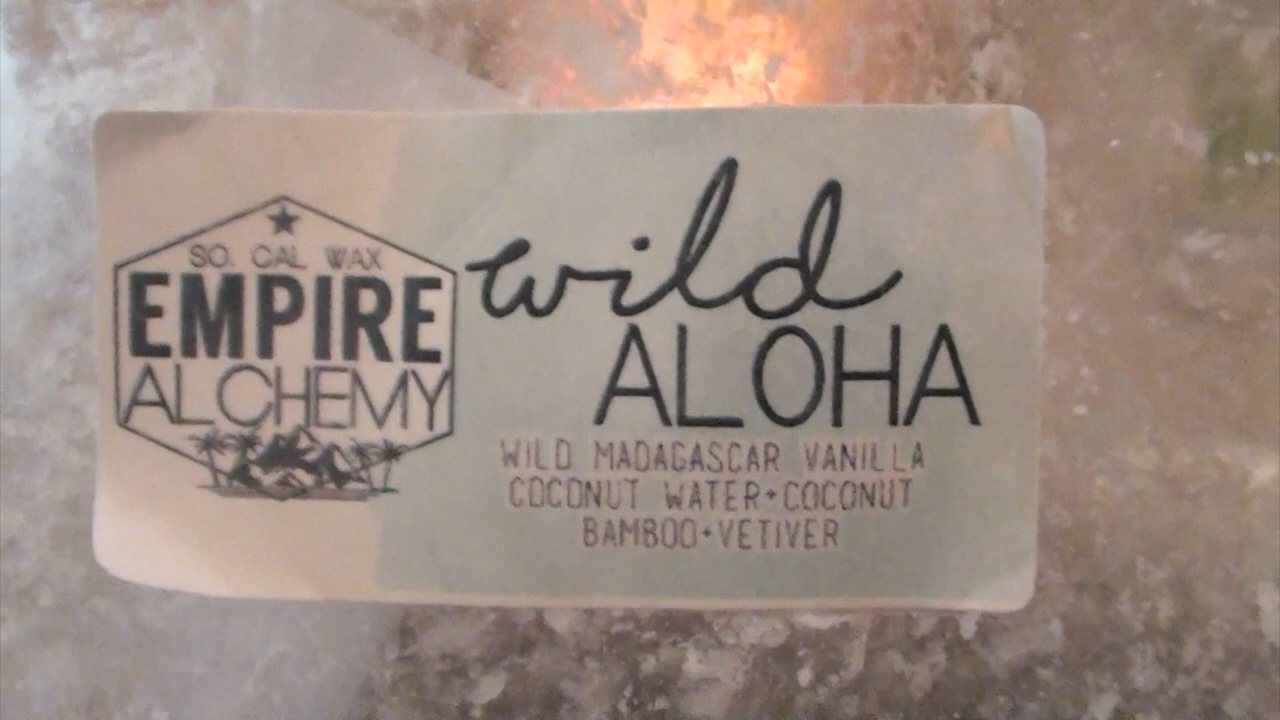 SO. CAL WAX
EMPIRE
ALCHEMY
wild
ALOHA
WILD MADAGASCAR VANILLA
COCONUT WATER+COCONUT
BAMBOO+VETIVER